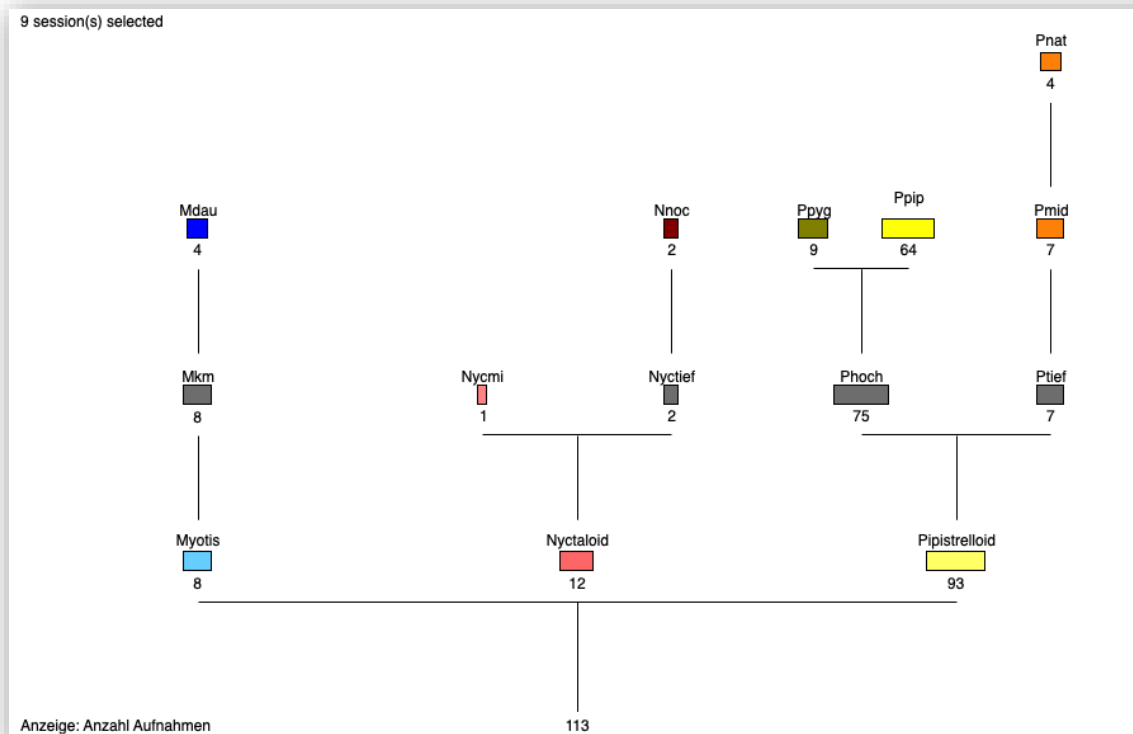 9 session(s) selected
Pnat
4
Mdau
4
Nnoc
2
Ppyg
9
Ppip
64
Pmid
7
Mkm
8
Nycmi
1
Nyctief
2
Phoch
75
Ptief
7
Myotis
8
Nyctaloid
12
Pipistrelloid
93
Anzeige: Anzahl Aufnahmen
113